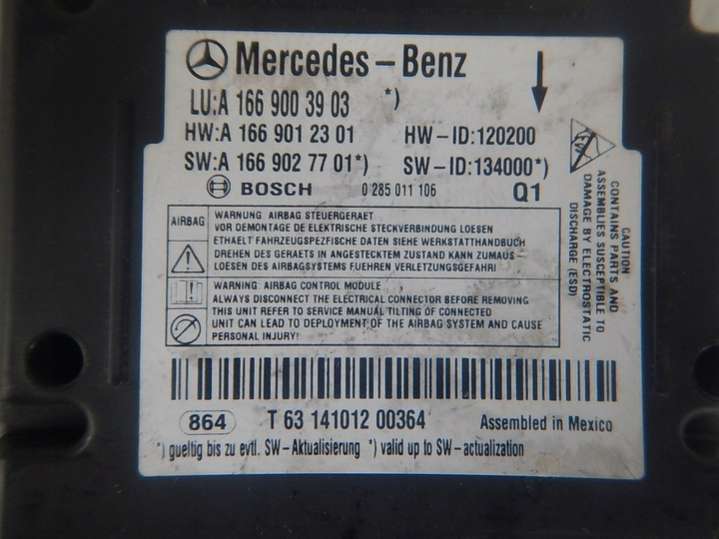 Mercedes-Benz
LU:A 166 900 39 03 *)
HW:A 166 901 23 01 HW-ID:120200
SW:A 166 902 77 01*) SW-ID:134000*)
BOSCH 0 285 011 106 Q1
AIRBAG
WARNUNG AIRBAG STEUERGERAET
VOR DEMONTAGE DE ELEKTRISCHE STECKVERBINDUNG LOESEN
ETHAELT FAHRZEUGSPEZFISCHE DATEN SIEHE WERKSTATTHANDBUCH
DREHEN DES GERAETS IN ANGESTECKTEM ZUSTAND KANN ZUMAUS-
LOESEN DES AIRBAGSYSTEMS FUEHREN VERLETZUNGSGEFAHR!
WARNING: AIRBAG CONTROL MODULE
ALWAYS DISCONNECT THE ELECTRICAL CONNECTOR BEFORE REMOVING
THIS UNIT REFER TO SERVICE MANUAL TILTING OF CONNECTED
UNIT CAN LEAD TO DEPLOYMENT OF THE AIRBAG SYSTEM AND CAUSE
PERSONAL INJURY!
CAUTION
CONTAINS PARTS AND
ASSEMBLIES SUSCEPTIBLE TO
DAMAGE BY ELECTROSTATIC
DISCHARGE (ESD)
864 T 63 141012 00364 Assembled in Mexico
*) gueltig bis zu evtl. SW-Aktualisierung *) valid up to SW-actualization